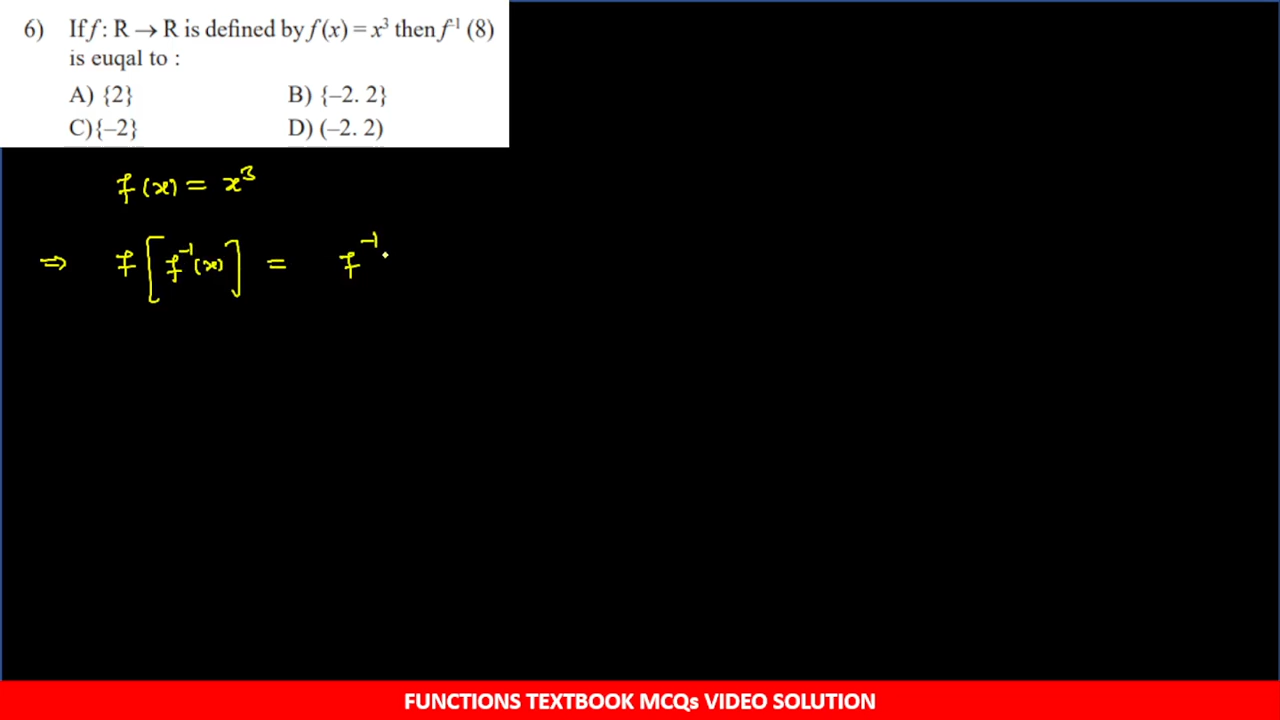 6) If f : R → R is defined by f (x) = x³ then f⁻¹ (8)
is euqal to :
A) {2} B) {–2. 2}
C){–2} D) (–2. 2)
f(x) = x³
⇒ f[f⁻¹(x)] = f⁻¹
FUNCTIONS TEXTBOOK MCQs VIDEO SOLUTION